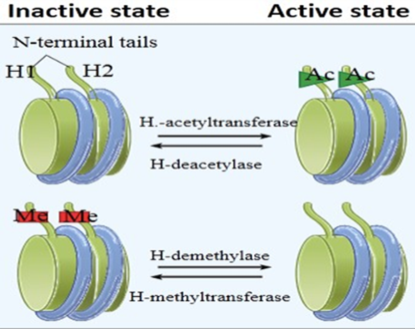 Inactive state
Active state
N-terminal tails
H1 H2
Ac Ac
H.-acetyltransferase
H-deacetylase
Me Me
H-demethylase
H-methyltransferase